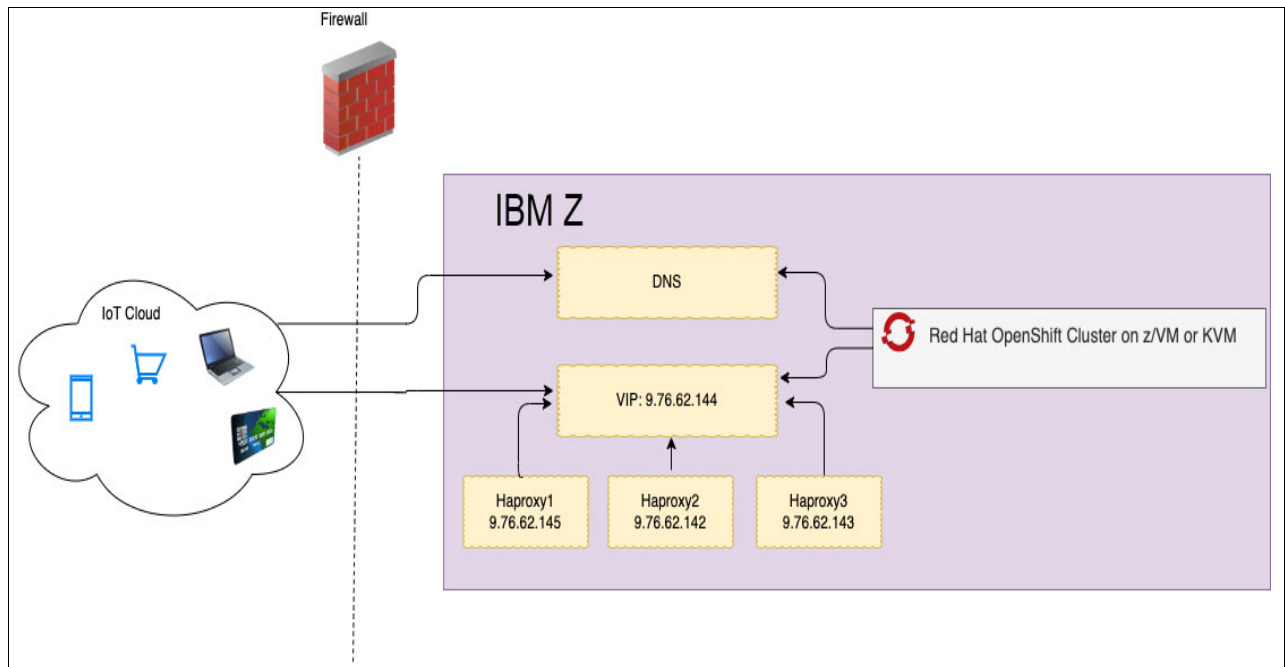 Firewall
IBM Z
DNS
IoT Cloud
Red Hat OpenShift Cluster on z/VM or KVM
VIP: 9.76.62.144
Haproxy1
9.76.62.145
Haproxy2
9.76.62.142
Haproxy3
9.76.62.143